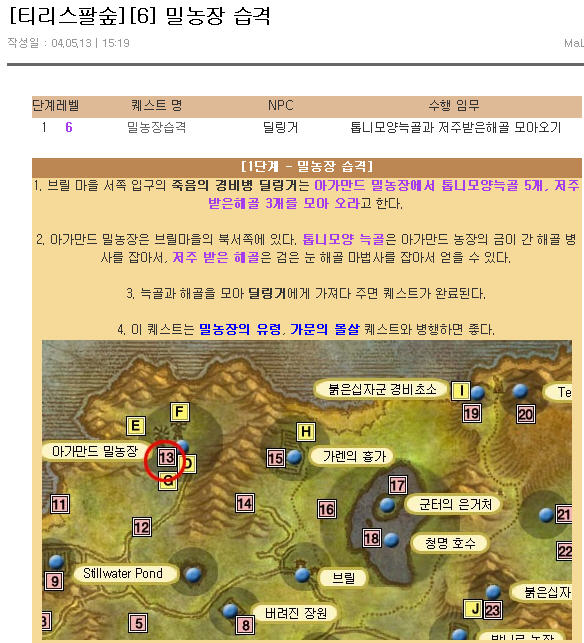 [티리스팔숲][6] 밀농장 습격
작성일 : 04.05.13 | 15:19
단계 레벨 퀘스트 명 NPC 수행 임무
1 6 밀농장습격 딜링거 톱니모양늑골과 저주받은해골 모아오기
[1단계 - 밀농장 습격]
1. 브릴 마을 서쪽 입구의 죽음의 경비병 딜링거는 아가만드 밀농장에서 톱니모양늑골 5개, 저주
받은해골 3개를 모아 오라고 한다.
2. 아가만드 밀농장은 브릴마을의 북서쪽에 있다. 톱니모양 늑골은 아가만드 농장의 금이 간 해골 병
사를 잡아서, 저주 받은 해골은 검은 눈 해골 마법사를 잡아서 얻을 수 있다.
3. 늑골과 해골을 모아 딜링거에게 가져다 주면 퀘스트가 완료된다.
4. 이 퀘스트는 밀농장의 유령, 가문의 몰살 퀘스트와 병행하면 좋다.
붉은십자군 경비초소 I Te
19 20
E F
H
아가만드 밀농장 13 D 15 가렌의 흉가
G
17
11 14 16 군터의 은거처
12 21
18 청명 호수
22
9 Stillwater Pond 브릴
붉은십자
J 23
5 8 버려진 장원